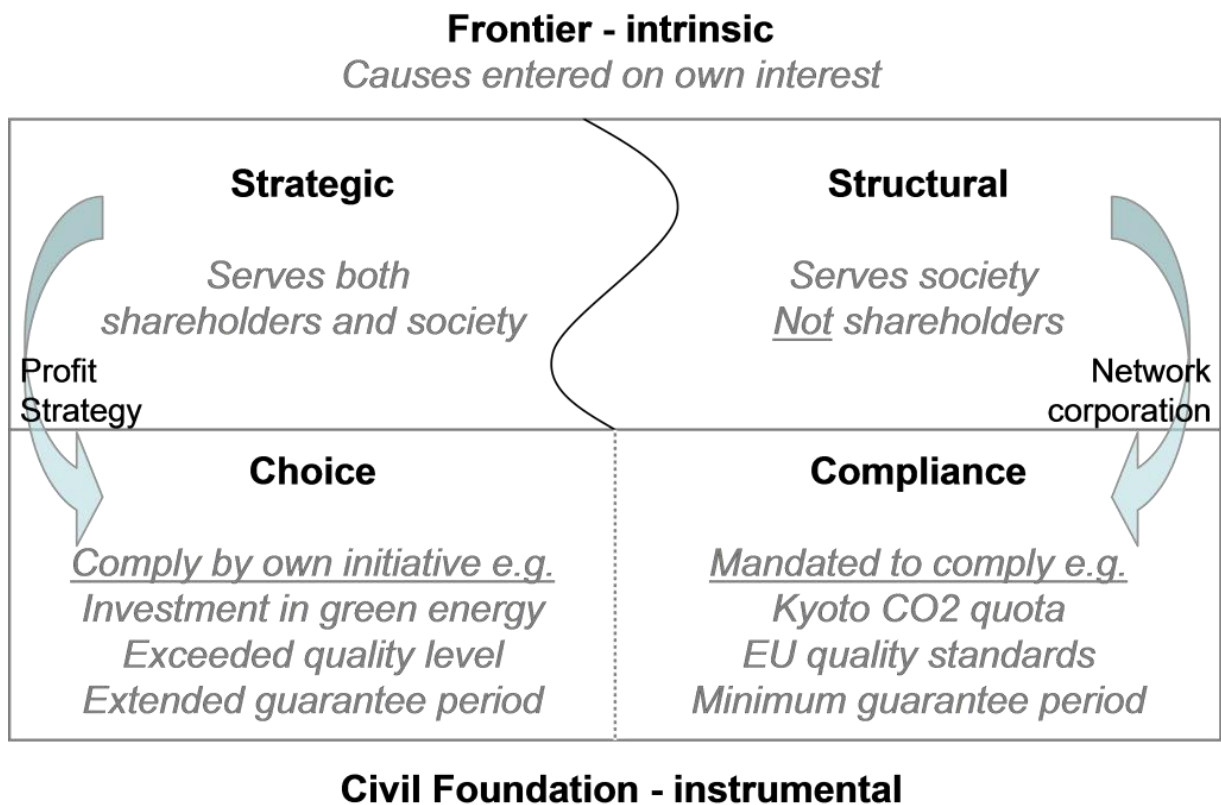 Frontier - intrinsic
Causes entered on own interest
Strategic
Serves both
shareholders and society
Structural
Serves society
Not shareholders
Profit
Strategy
Network
corporation
Choice
Comply by own initiative e.g.
Investment in green energy
Exceeded quality level
Extended guarantee period
Compliance
Mandated to comply e.g.
Kyoto CO2 quota
EU quality standards
Minimum guarantee period
Civil Foundation - instrumental